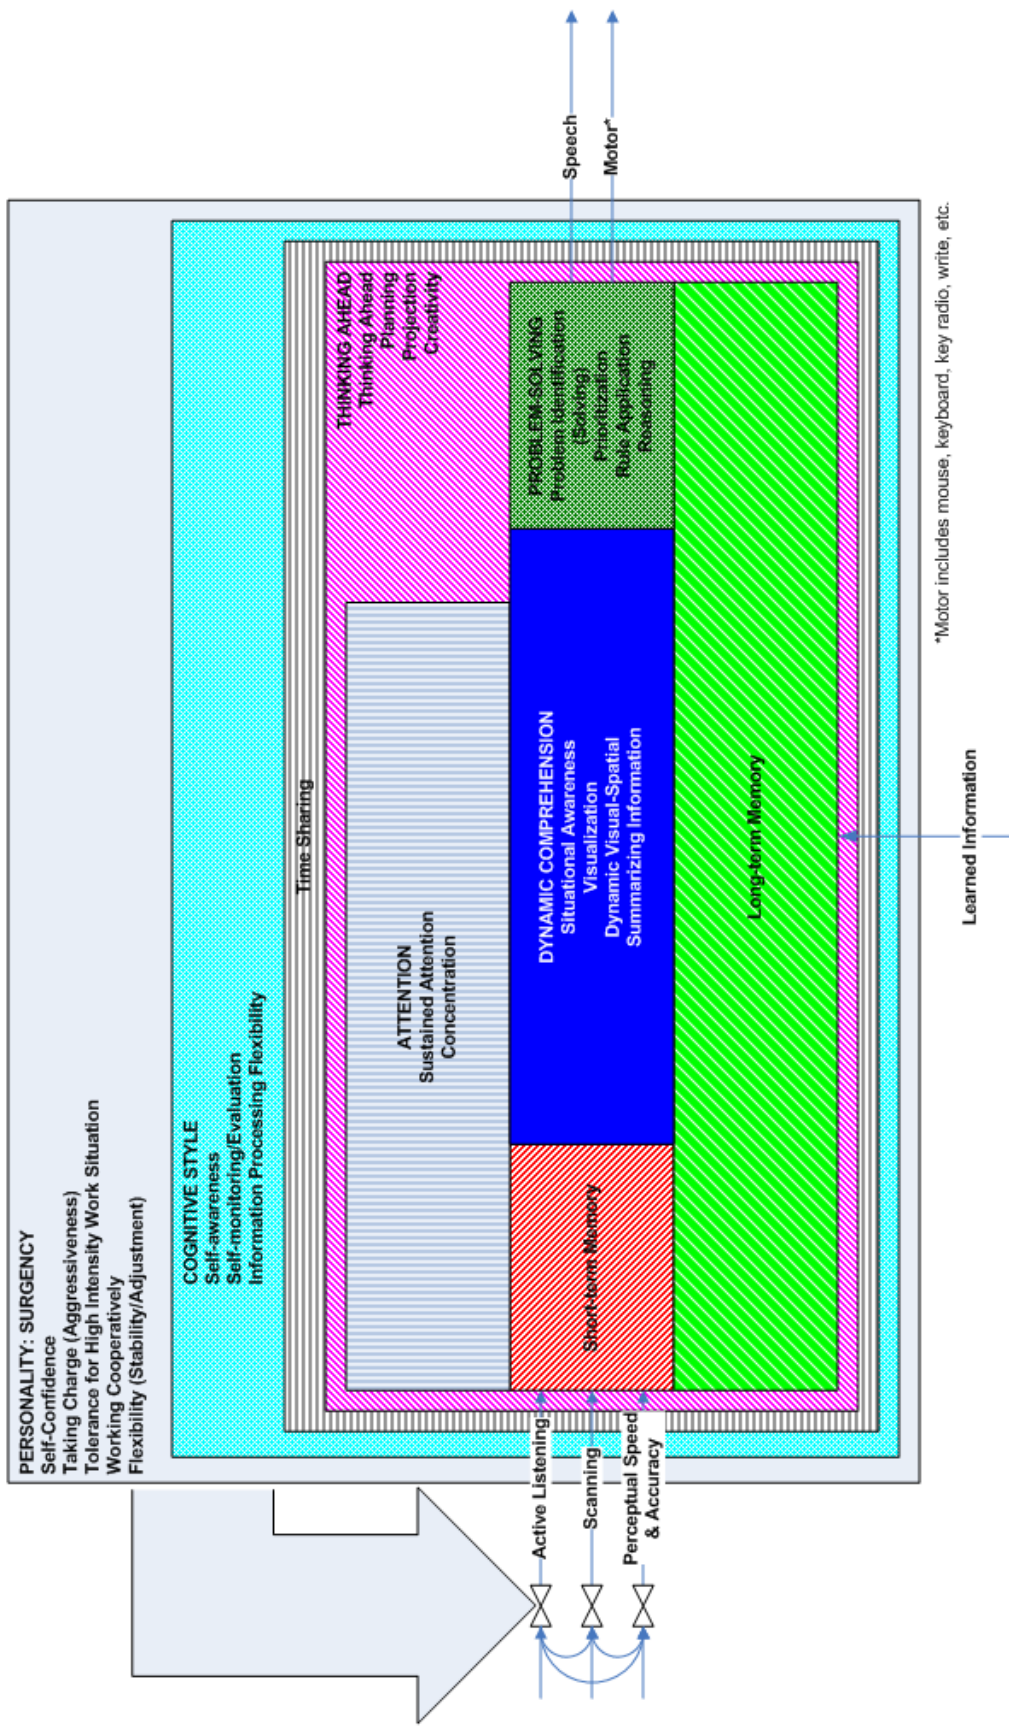 PERSONALITY: SURGENCY
Self-Confidence
Taking Charge (Aggressiveness)
Tolerance for High Intensity Work Situation
Working Cooperatively
Flexibility (Stability/Adjustment)
COGNITIVE STYLE
Self-awareness
Self-monitoring/Evaluation
Information Processing Flexibility
Time Sharing
THINKING AHEAD
Thinking Ahead
Planning
Projection
Creativity
ATTENTION
Sustained Attention
Concentration
Active Listening
Scanning
Perceptual Speed
& Accuracy
Short-term Memory
DYNAMIC COMPREHENSION
Situational Awareness
Visualization
Dynamic Visual-Spatial
Summarizing Information
PROBLEM-SOLVING
Problem Identification
(Solving)
Prioritization
Rule Application
Reasoning
Speech
Motor*
Long-term Memory
*Motor includes mouse, keyboard, key radio, write, etc.
Learned Information